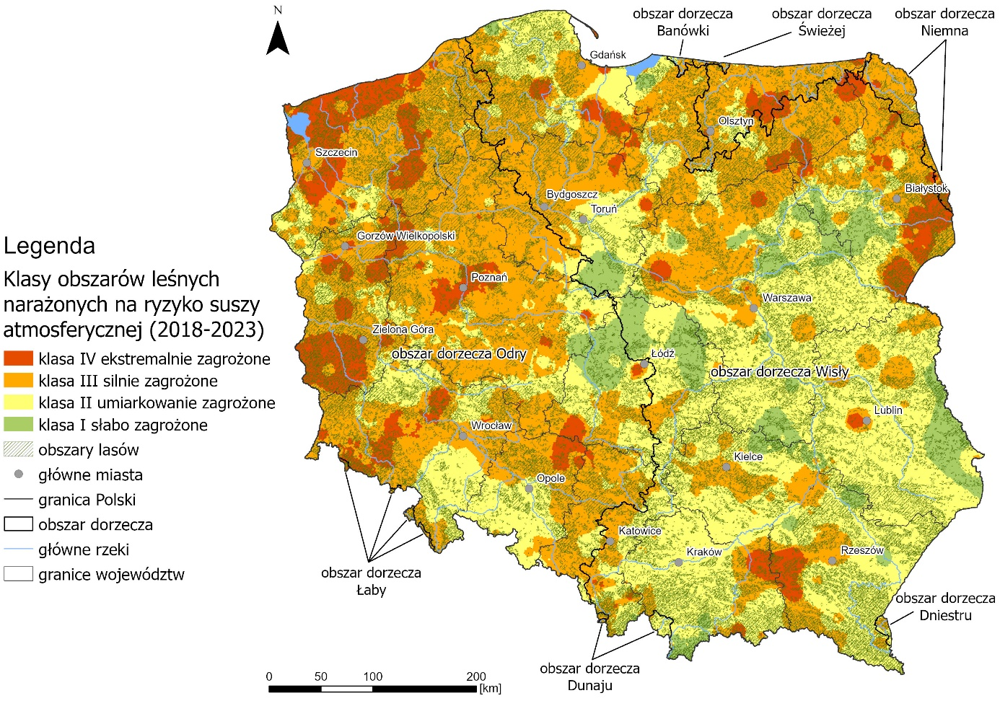 N
obszar dorzecza
Banówki
obszar dorzecza
Świeżej
obszar dorzecza
Niemna
Gdańsk
Olsztyn
Szczecin
Białystok
Bydgoszcz
Toruń
Gorzów Wielkopolski
Poznań
Warszawa
Zielona Góra
obszar dorzecza Odry
Łódź
obszar dorzecza Wisły
Lublin
Wrocław
Kielce
Opole
Katowice
Kraków
Rzeszów
obszar dorzecza
Łaby
obszar dorzecza
Dniestru
obszar dorzecza
Dunaju
Legenda
Klasy obszarów leśnych
narażonych na ryzyko suszy
atmosferycznej (2018-2023)
klasa IV ekstremalnie zagrożone
klasa III silnie zagrożone
klasa II umiarkowanie zagrożone
klasa I słabo zagrożone
obszary lasów
główne miasta
granica Polski
obszar dorzecza
główne rzeki
granice województw
0 50 100 200
[km]